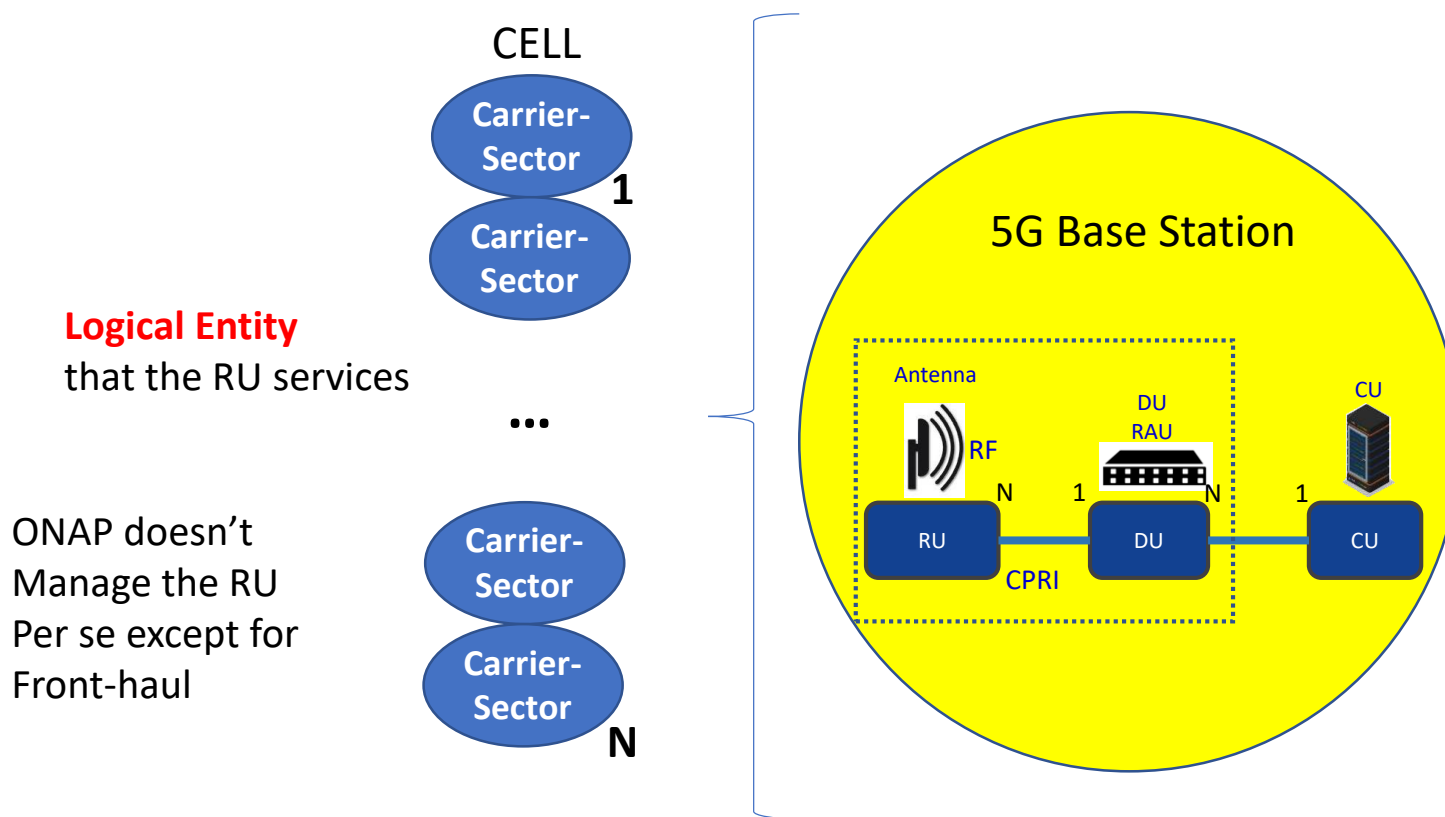 CELL
Carrier-
Sector
1
Carrier-
Sector
Logical Entity
that the RU services
...
ONAP doesn’t
Manage the RU
Per se except for
Front-haul
Carrier-
Sector
Carrier-
Sector
N
5G Base Station
Antenna
RF
DU
RAU
CU
N
1
N
1
RU
DU
CU
CPRI